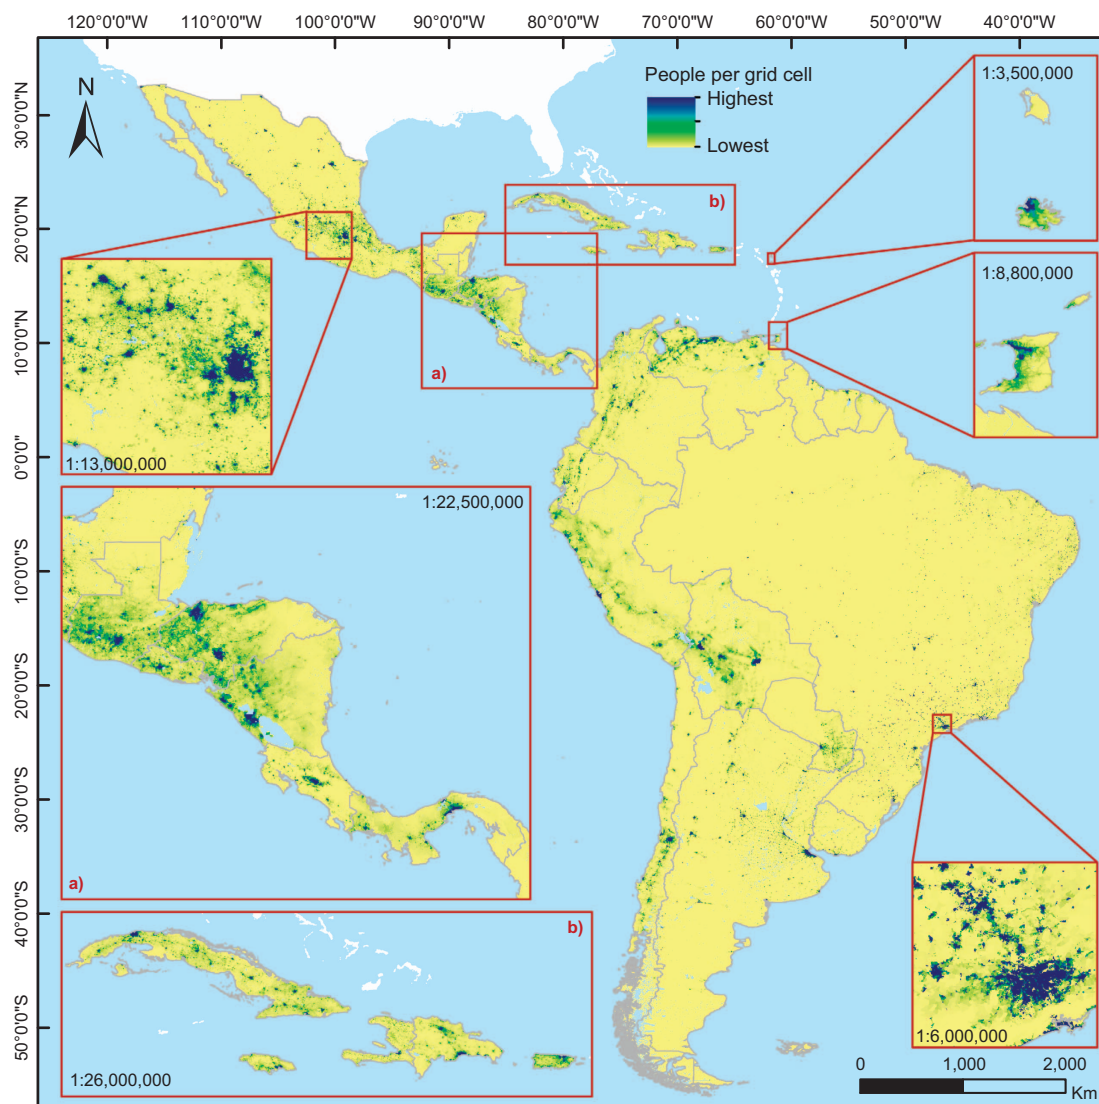 120°0'0"W 110°0'0"W 100°0'0"W 90°0'0"W 80°0'0"W 70°0'0"W 60°0'0"W 50°0'0"W 40°0'0"W
30°0'0"N
20°0'0"N
10°0'0"N
0°0'0"
10°0'0"S
20°0'0"S
30°0'0"S
40°0'0"S
50°0'0"S
N
People per grid cell
Highest
Lowest
1:3,500,000
b)
1:8,800,000
a)
1:13,000,000
1:22,500,000
a)
b)
1:26,000,000
1:6,000,000
0 1,000 2,000
Km